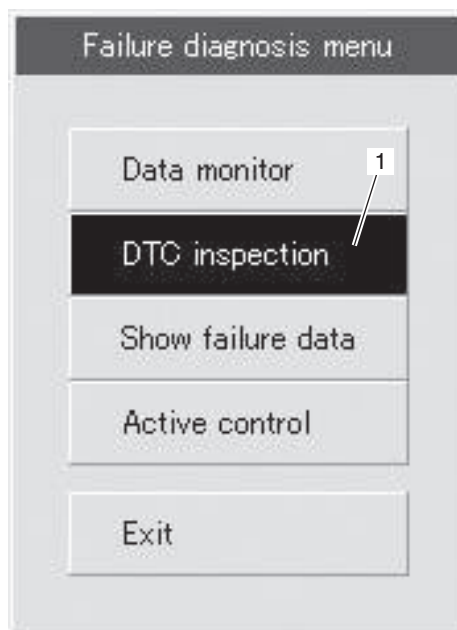 Failure diagnosis menu
Data monitor
1
DTC inspection
Show failure data
Active control
Exit